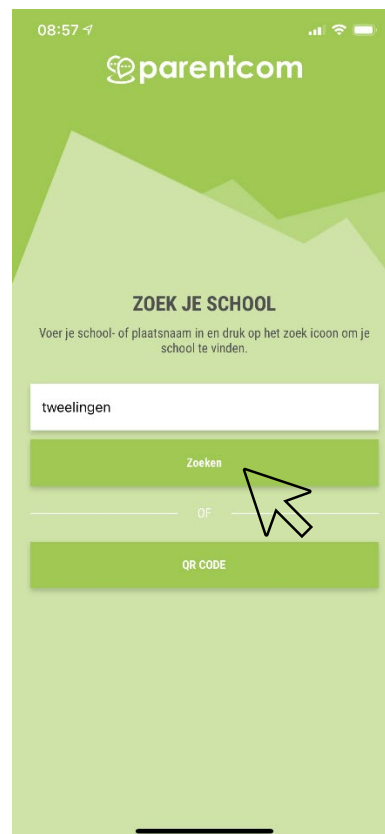 08:57
parentcom
ZOEK JE SCHOOL
Voer je school- of plaatsnaam in en druk op het zoek icoon om je
school te vinden.
tweelingen
Zoeken
OF
QR CODE